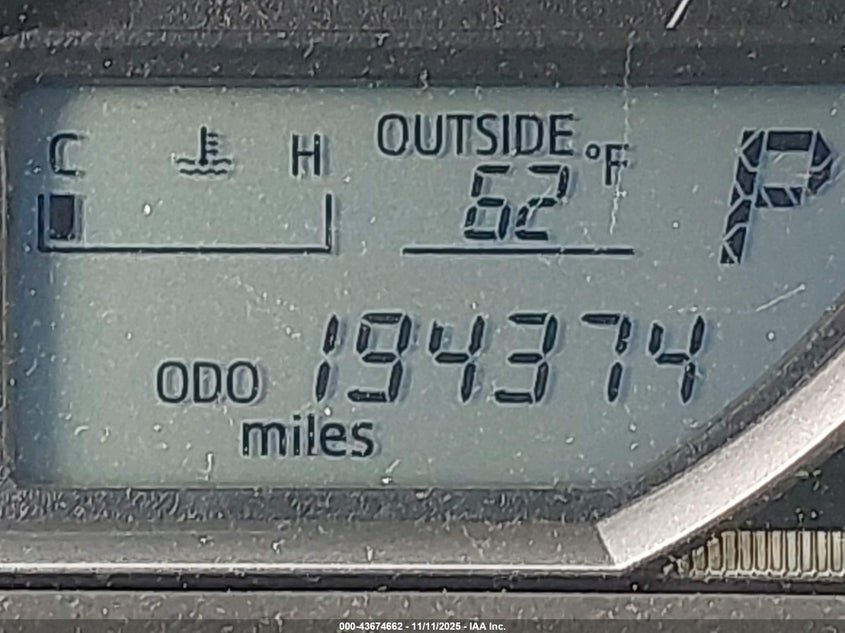 C H
OUTSIDE
62 °F
P
ODO 194374
miles
000-43674662 - 11/11/2025 - IAA Inc.